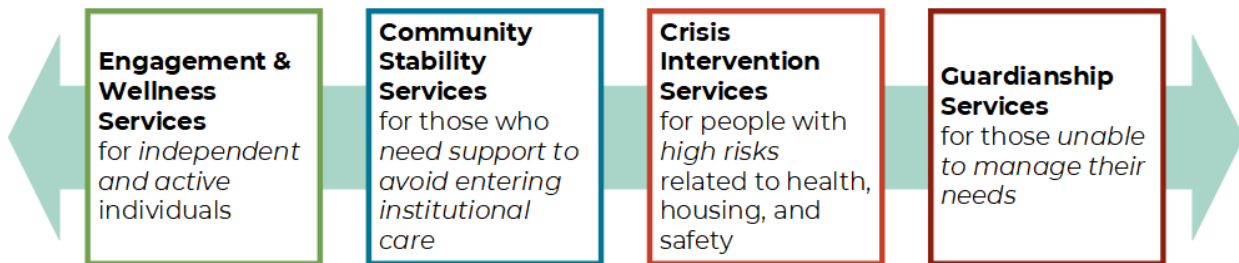 Engagement &
Wellness
Services
for independent
and active
individuals
Community
Stability
Services
for those who
need support to
avoid entering
institutional
care
Crisis
Intervention
Services
for people with
high risks
related to health,
housing, and
safety
Guardianship
Services
for those unable
to manage their
needs